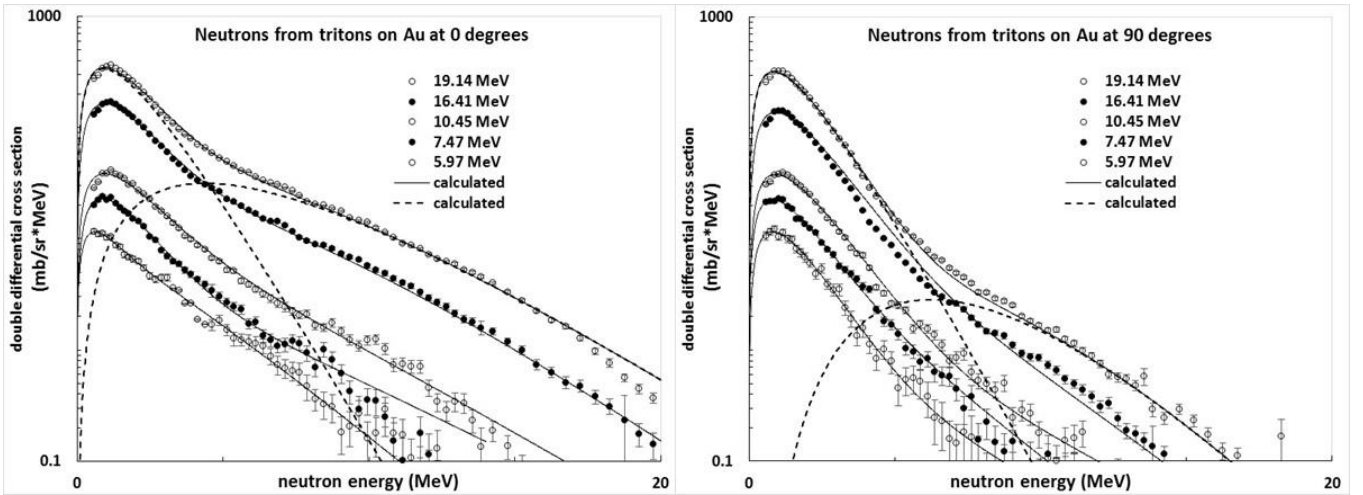 1000
Neutrons from tritons on Au at 0 degrees
19.14 MeV
16.41 MeV
10.45 MeV
7.47 MeV
5.97 MeV
calculated
calculated
double differential cross section
(mb/sr*MeV)
0.1
0
neutron energy (MeV)
20
1000
Neutrons from tritons on Au at 90 degrees
19.14 MeV
16.41 MeV
10.45 MeV
7.47 MeV
5.97 MeV
calculated
calculated
double differential cross section
(mb/sr*MeV)
0.1
0
neutron energy (MeV)
20